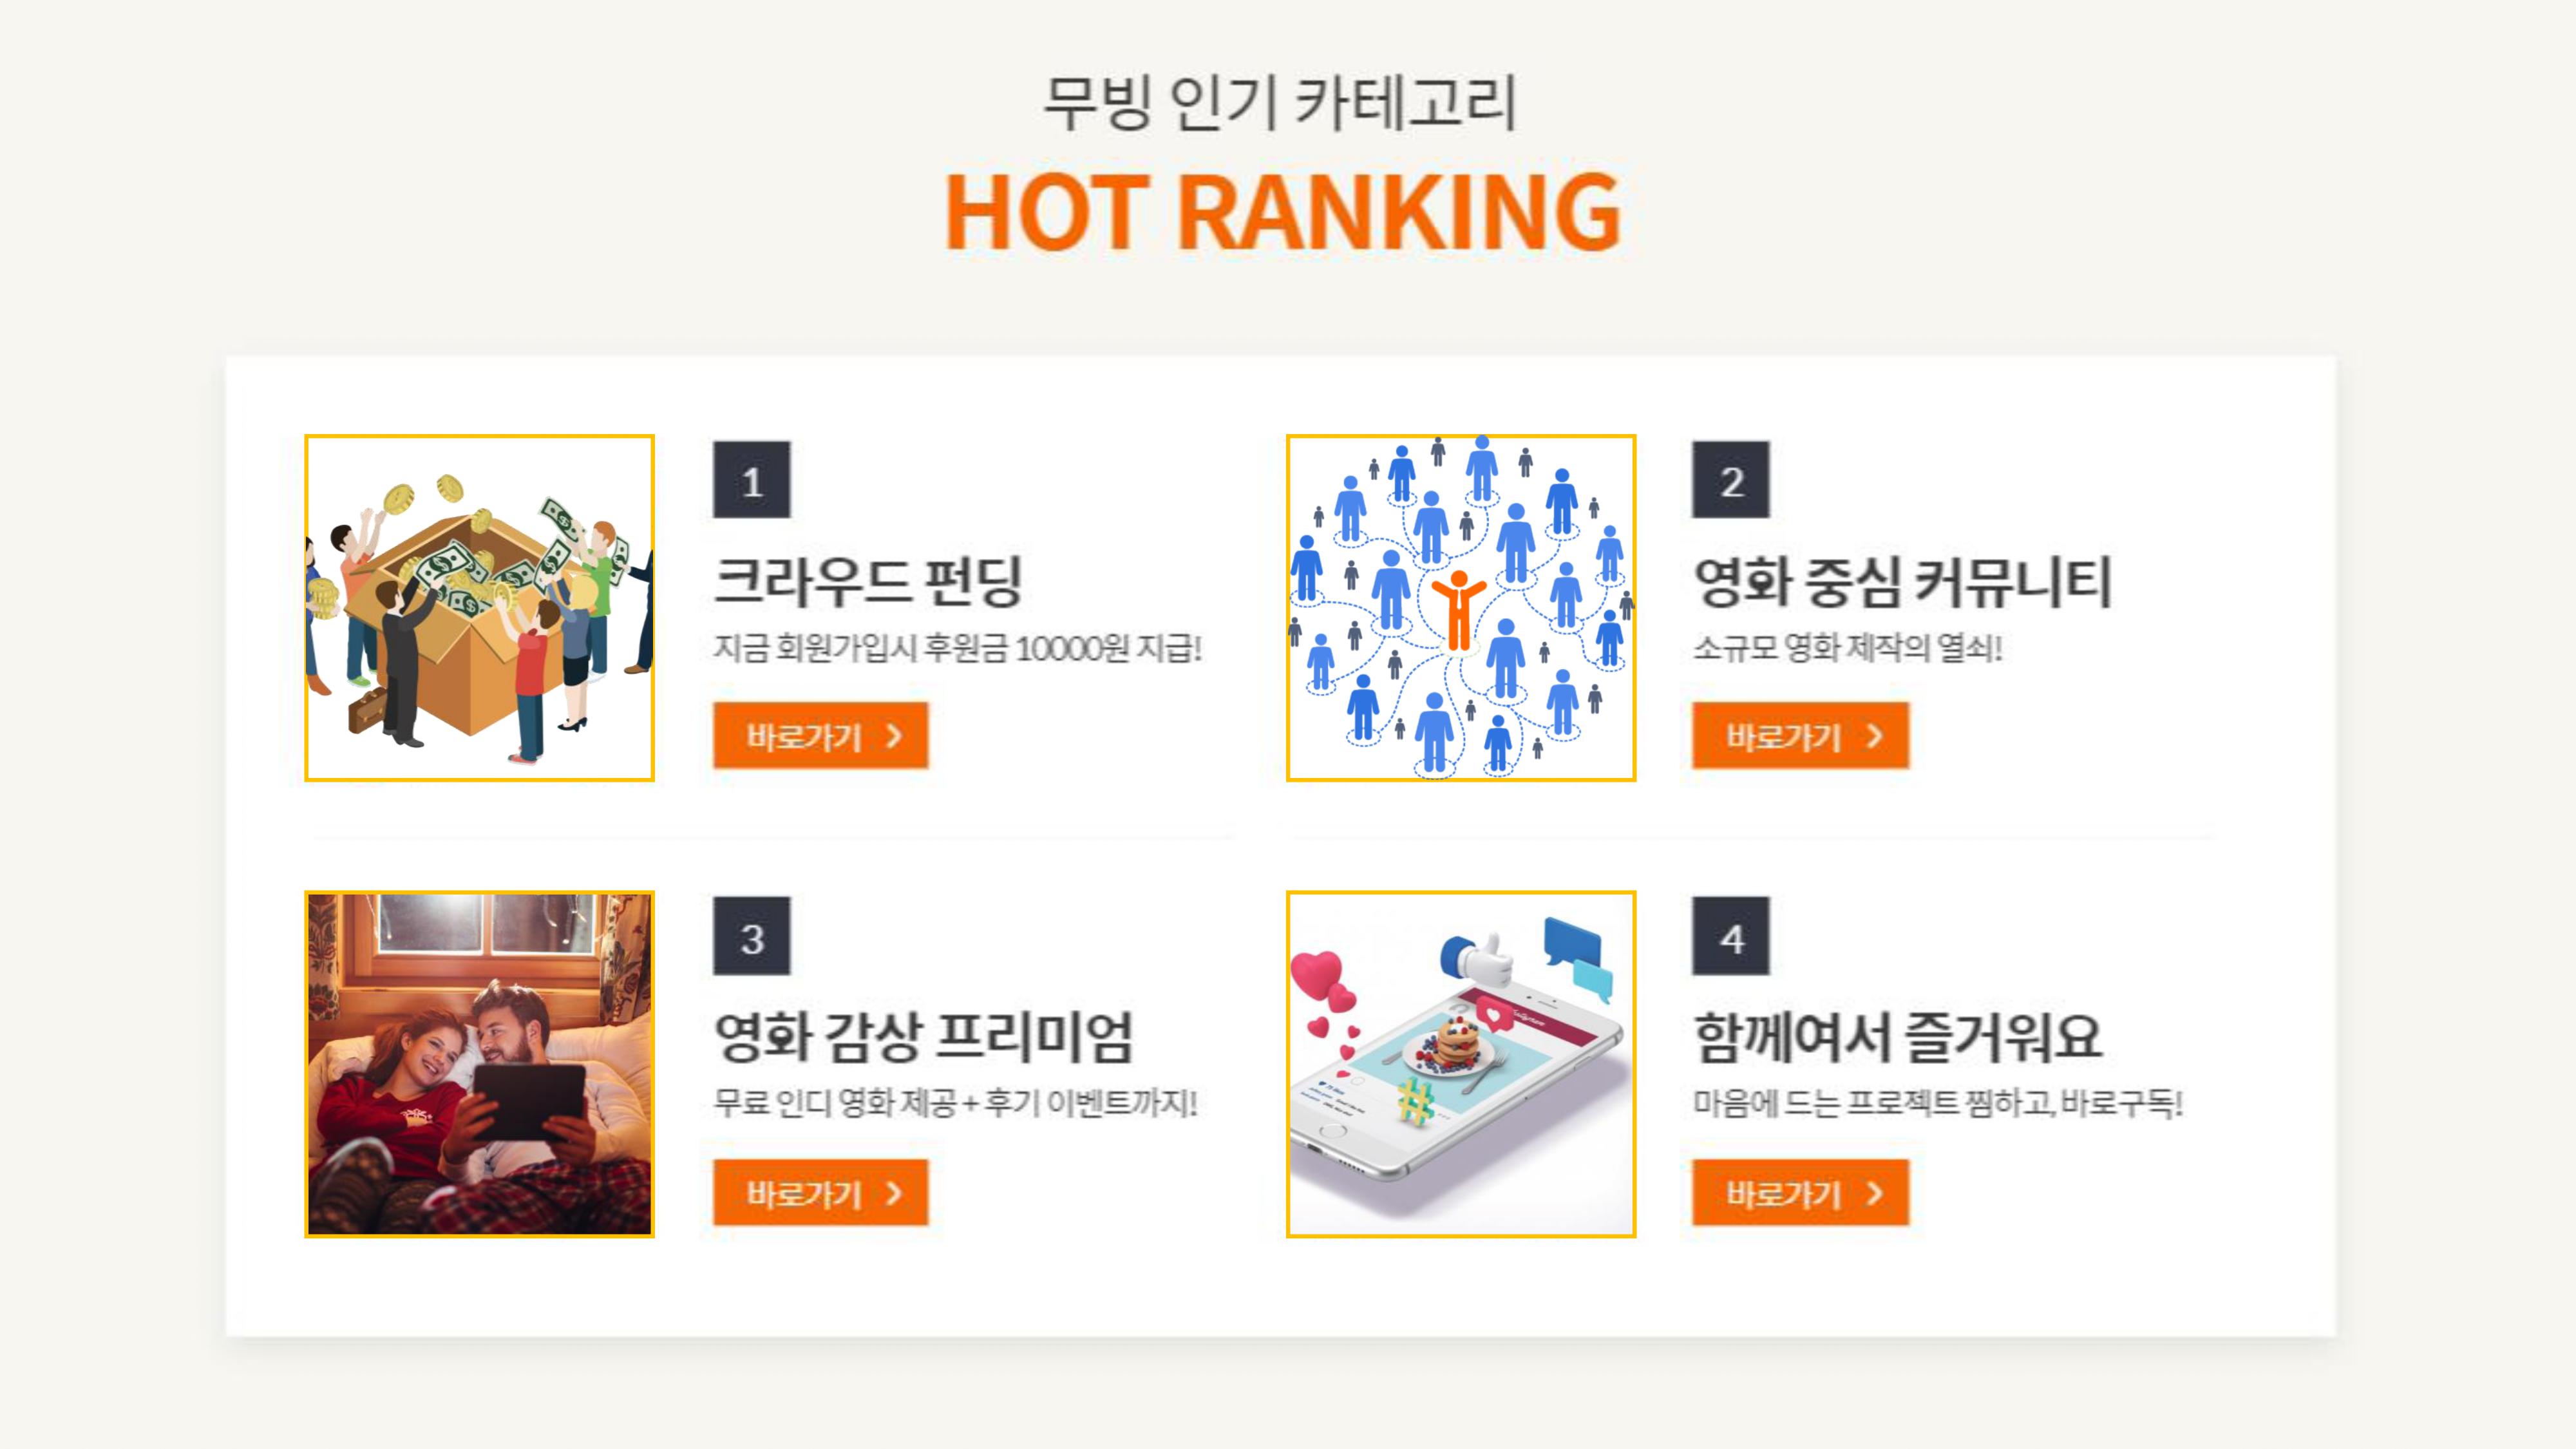 무빙 인기 카테고리
HOT RANKING
1
크라우드 펀딩
지금 회원가입시 후원금 10000원 지급!
바로가기
2
영화 중심 커뮤니티
소규모 영화 제작의 열쇠!
바로가기
3
영화 감상 프리미엄
무료 인디 영화 제공 + 후기 이벤트까지!
바로가기
4
함께여서 즐거워요
마음에 드는 프로젝트 찜하고, 바로구독!
바로가기